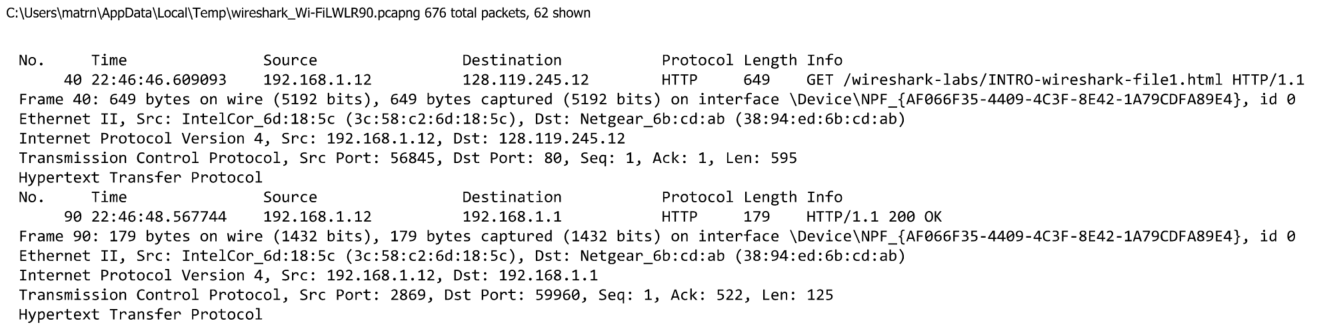 C:\Users\matrn\AppData\Local\Temp\wireshark_Wi-FiLWLR90.pcapng 676 total packets, 62 shown
No. Time Source Destination Protocol Length Info
40 22:46:46.609093 192.168.1.12 128.119.245.12 HTTP 649 GET /wireshark-labs/INTRO-wireshark-file1.html HTTP/1.1
Frame 40: 649 bytes on wire (5192 bits), 649 bytes captured (5192 bits) on interface \Device\NPF_{AF066F35-4409-4C3F-8E42-1A79CDFA89E4}, id 0
Ethernet II, Src: IntelCor_6d:18:5c (3c:58:c2:6d:18:5c), Dst: Netgear_6b:cd:ab (38:94:ed:6b:cd:ab)
Internet Protocol Version 4, Src: 192.168.1.12, Dst: 128.119.245.12
Transmission Control Protocol, Src Port: 56845, Dst Port: 80, Seq: 1, Ack: 1, Len: 595
Hypertext Transfer Protocol
No. Time Source Destination Protocol Length Info
90 22:46:48.567744 192.168.1.12 192.168.1.1 HTTP 179 HTTP/1.1 200 OK
Frame 90: 179 bytes on wire (1432 bits), 179 bytes captured (1432 bits) on interface \Device\NPF_{AF066F35-4409-4C3F-8E42-1A79CDFA89E4}, id 0
Ethernet II, Src: IntelCor_6d:18:5c (3c:58:c2:6d:18:5c), Dst: Netgear_6b:cd:ab (38:94:ed:6b:cd:ab)
Internet Protocol Version 4, Src: 192.168.1.12, Dst: 192.168.1.1
Transmission Control Protocol, Src Port: 2869, Dst Port: 59960, Seq: 1, Ack: 522, Len: 125
Hypertext Transfer Protocol